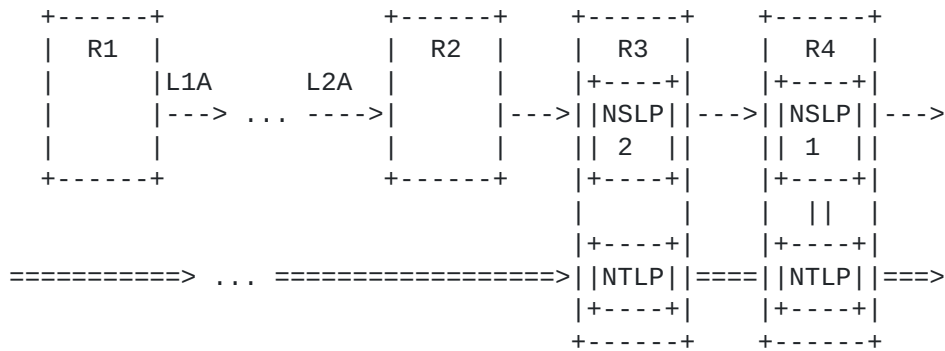 +------+                  +------+    +------+    +------+
|  R1  |                  |  R2  |    |  R3  |    |  R4  |
|      |L1A         L2A   |      |    |+----+|    |+----+|
|      |---> ... ---->|      |--->||NSLP||--->||NSLP||--->
|      |                  |      |    || 2  ||    || 1  ||
+------+                  +------+    |+----+|    |+----+|
|      |    |  ||  |
|+----+|    |+----+|
===========> ... =================>||NTLP||====||NTLP||===>
|+----+|    |+----+|
+------+    +------+